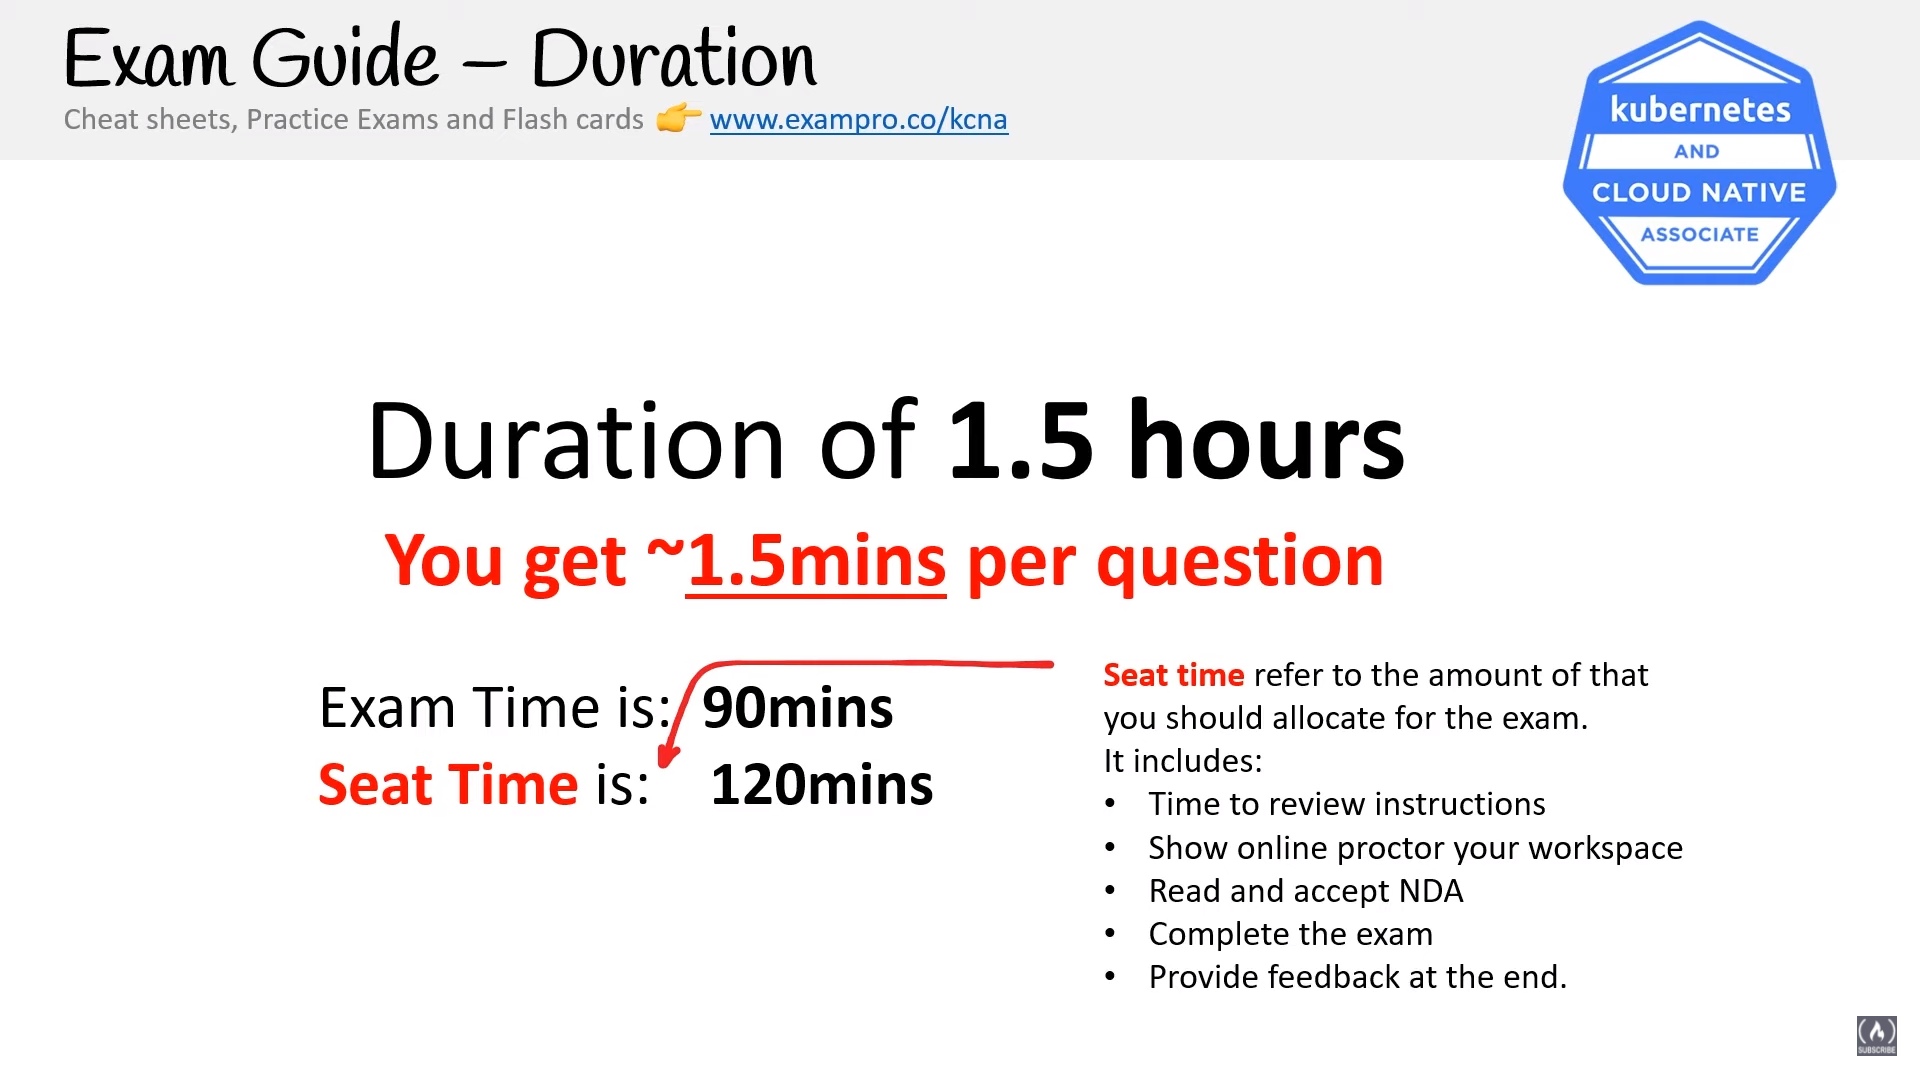 Exam Guide – Duration
Cheat sheets, Practice Exams and Flash cards 👉 www.exampro.co/kcna
kubernetes
AND
CLOUD NATIVE
ASSOCIATE
Duration of 1.5 hours
You get ~1.5mins per question
Exam Time is: 90mins
Seat Time is: 120mins
Seat time refer to the amount of that
you should allocate for the exam.
It includes:
• Time to review instructions
• Show online proctor your workspace
• Read and accept NDA
• Complete the exam
• Provide feedback at the end.
SUBSCRIBE